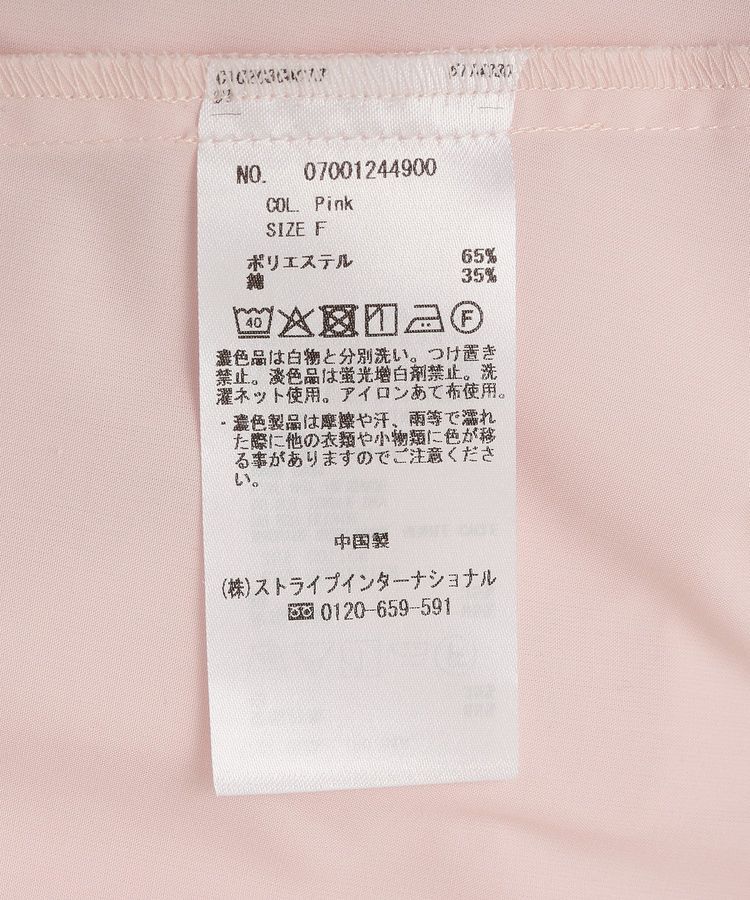 NO. 07001244900
COL. Pink
SIZE F
ポリエステル 65%
綿 35%
40
F
濃色品は白物と分別洗い。つけ置き
禁止。淡色品は蛍光増白剤禁止。洗
濯ネット使用。アイロンあて布使用。
・濃色製品は摩擦や汗、雨等で濡れ
た際に他の衣類や小物類に色が移
る事がありますのでご注意くださ
い。
中国製
(株)ストライプインターナショナル
0120-659-591